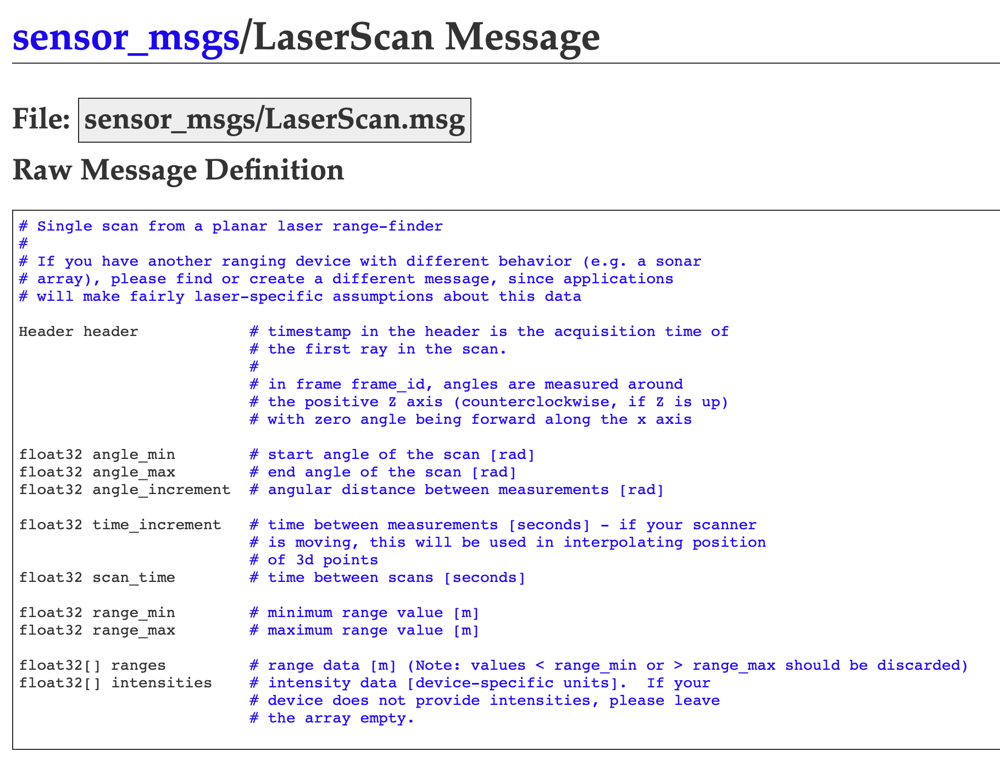 sensor_msgs/LaserScan Message
File: sensor_msgs/LaserScan.msg
Raw Message Definition
# Single scan from a planar laser range-finder
#
# If you have another ranging device with different behavior (e.g. a sonar
# array), please find or create a different message, since applications
# will make fairly laser-specific assumptions about this data
Header header            # timestamp in the header is the acquisition time of
                         # the first ray in the scan.
                         #
                         # in frame frame_id, angles are measured around
                         # the positive Z axis (counterclockwise, if Z is up)
                         # with zero angle being forward along the x axis
float32 angle_min        # start angle of the scan [rad]
float32 angle_max        # end angle of the scan [rad]
float32 angle_increment  # angular distance between measurements [rad]
float32 time_increment   # time between measurements [seconds] - if your scanner
                         # is moving, this will be used in interpolating position
                         # of 3d points
float32 scan_time        # time between scans [seconds]
float32 range_min        # minimum range value [m]
float32 range_max        # maximum range value [m]
float32[] ranges         # range data [m] (Note: values < range_min or > range_max should be discarded)
float32[] intensities    # intensity data [device-specific units].  If your
                         # device does not provide intensities, please leave
                         # the array empty.